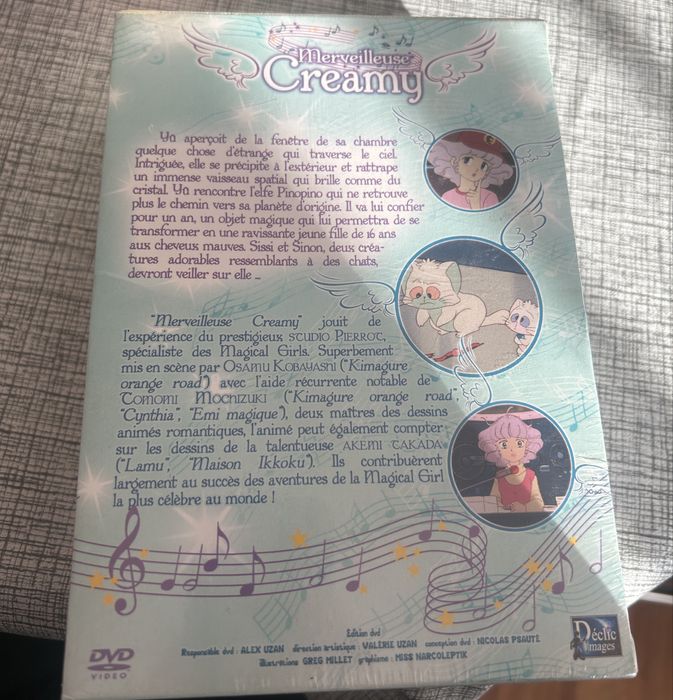 Merveilleuse
Creamy
Yu aperçoit de la fenêtre de sa chambre
quelque chose d'étrange qui traverse le ciel.
Intriguée, elle se précipite à l'extérieur et rattrape
un immense vaisseau spatial qui brille comme du
cristal. Yu rencontre l'elfe Pinopino qui ne retrouve
plus le chemin vers sa planète d'origine. Il va lui confier
pour un an, un objet magique qui lui permettra de se
transformer en une ravissante jeune fille de 16 ans
aux cheveux mauves. Sissi et Sinon, deux créa-
tures adorables ressemblants à des chats,
devront veiller sur elle ...
"Merveilleuse Creamy" jouit de
l'expérience du prestigieux STUDIO PIERROT,
spécialiste des Magical Girls. Superbement
mis en scène par OSAMU KOBAYASHI ("Kimagure
orange road") avec l'aide récurrente notable de
TOMOMI MOCHIZUKI ("Kimagure orange road",
"Cynthia", "Emi magique"), deux maîtres des dessins
animés romantiques, l'animé peut également compter
sur les dessins de la talentueuse AKEMI TAKADA
("Lamu", "Maison Ikkoku"). Ils contribuèrent
largement au succès des aventures de la Magical Girl
la plus célèbre au monde !
Edition dvd
Responsable dvd : ALEX UZAN direction artistique : VALERIE UZAN conception dvd : NICOLAS PSAUTE
illustrations GREG MILLET graphisme : MISS NARCOLEPTIK
DVD
VIDEO
Déclic
Images